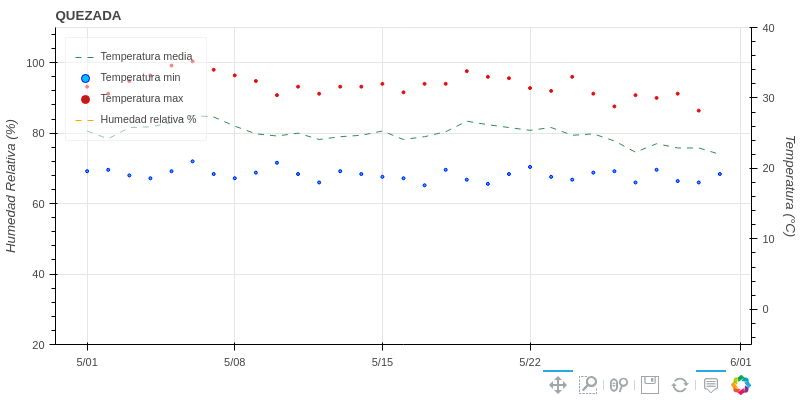 QUEZADA
Temperatura media
Temperatura min
Temperatura max
Humedad relativa %
Humedad Relativa (%)
100
80
60
40
20
Temperatura (°C)
40
30
20
10
0
5/01
5/08
5/15
5/22
6/01